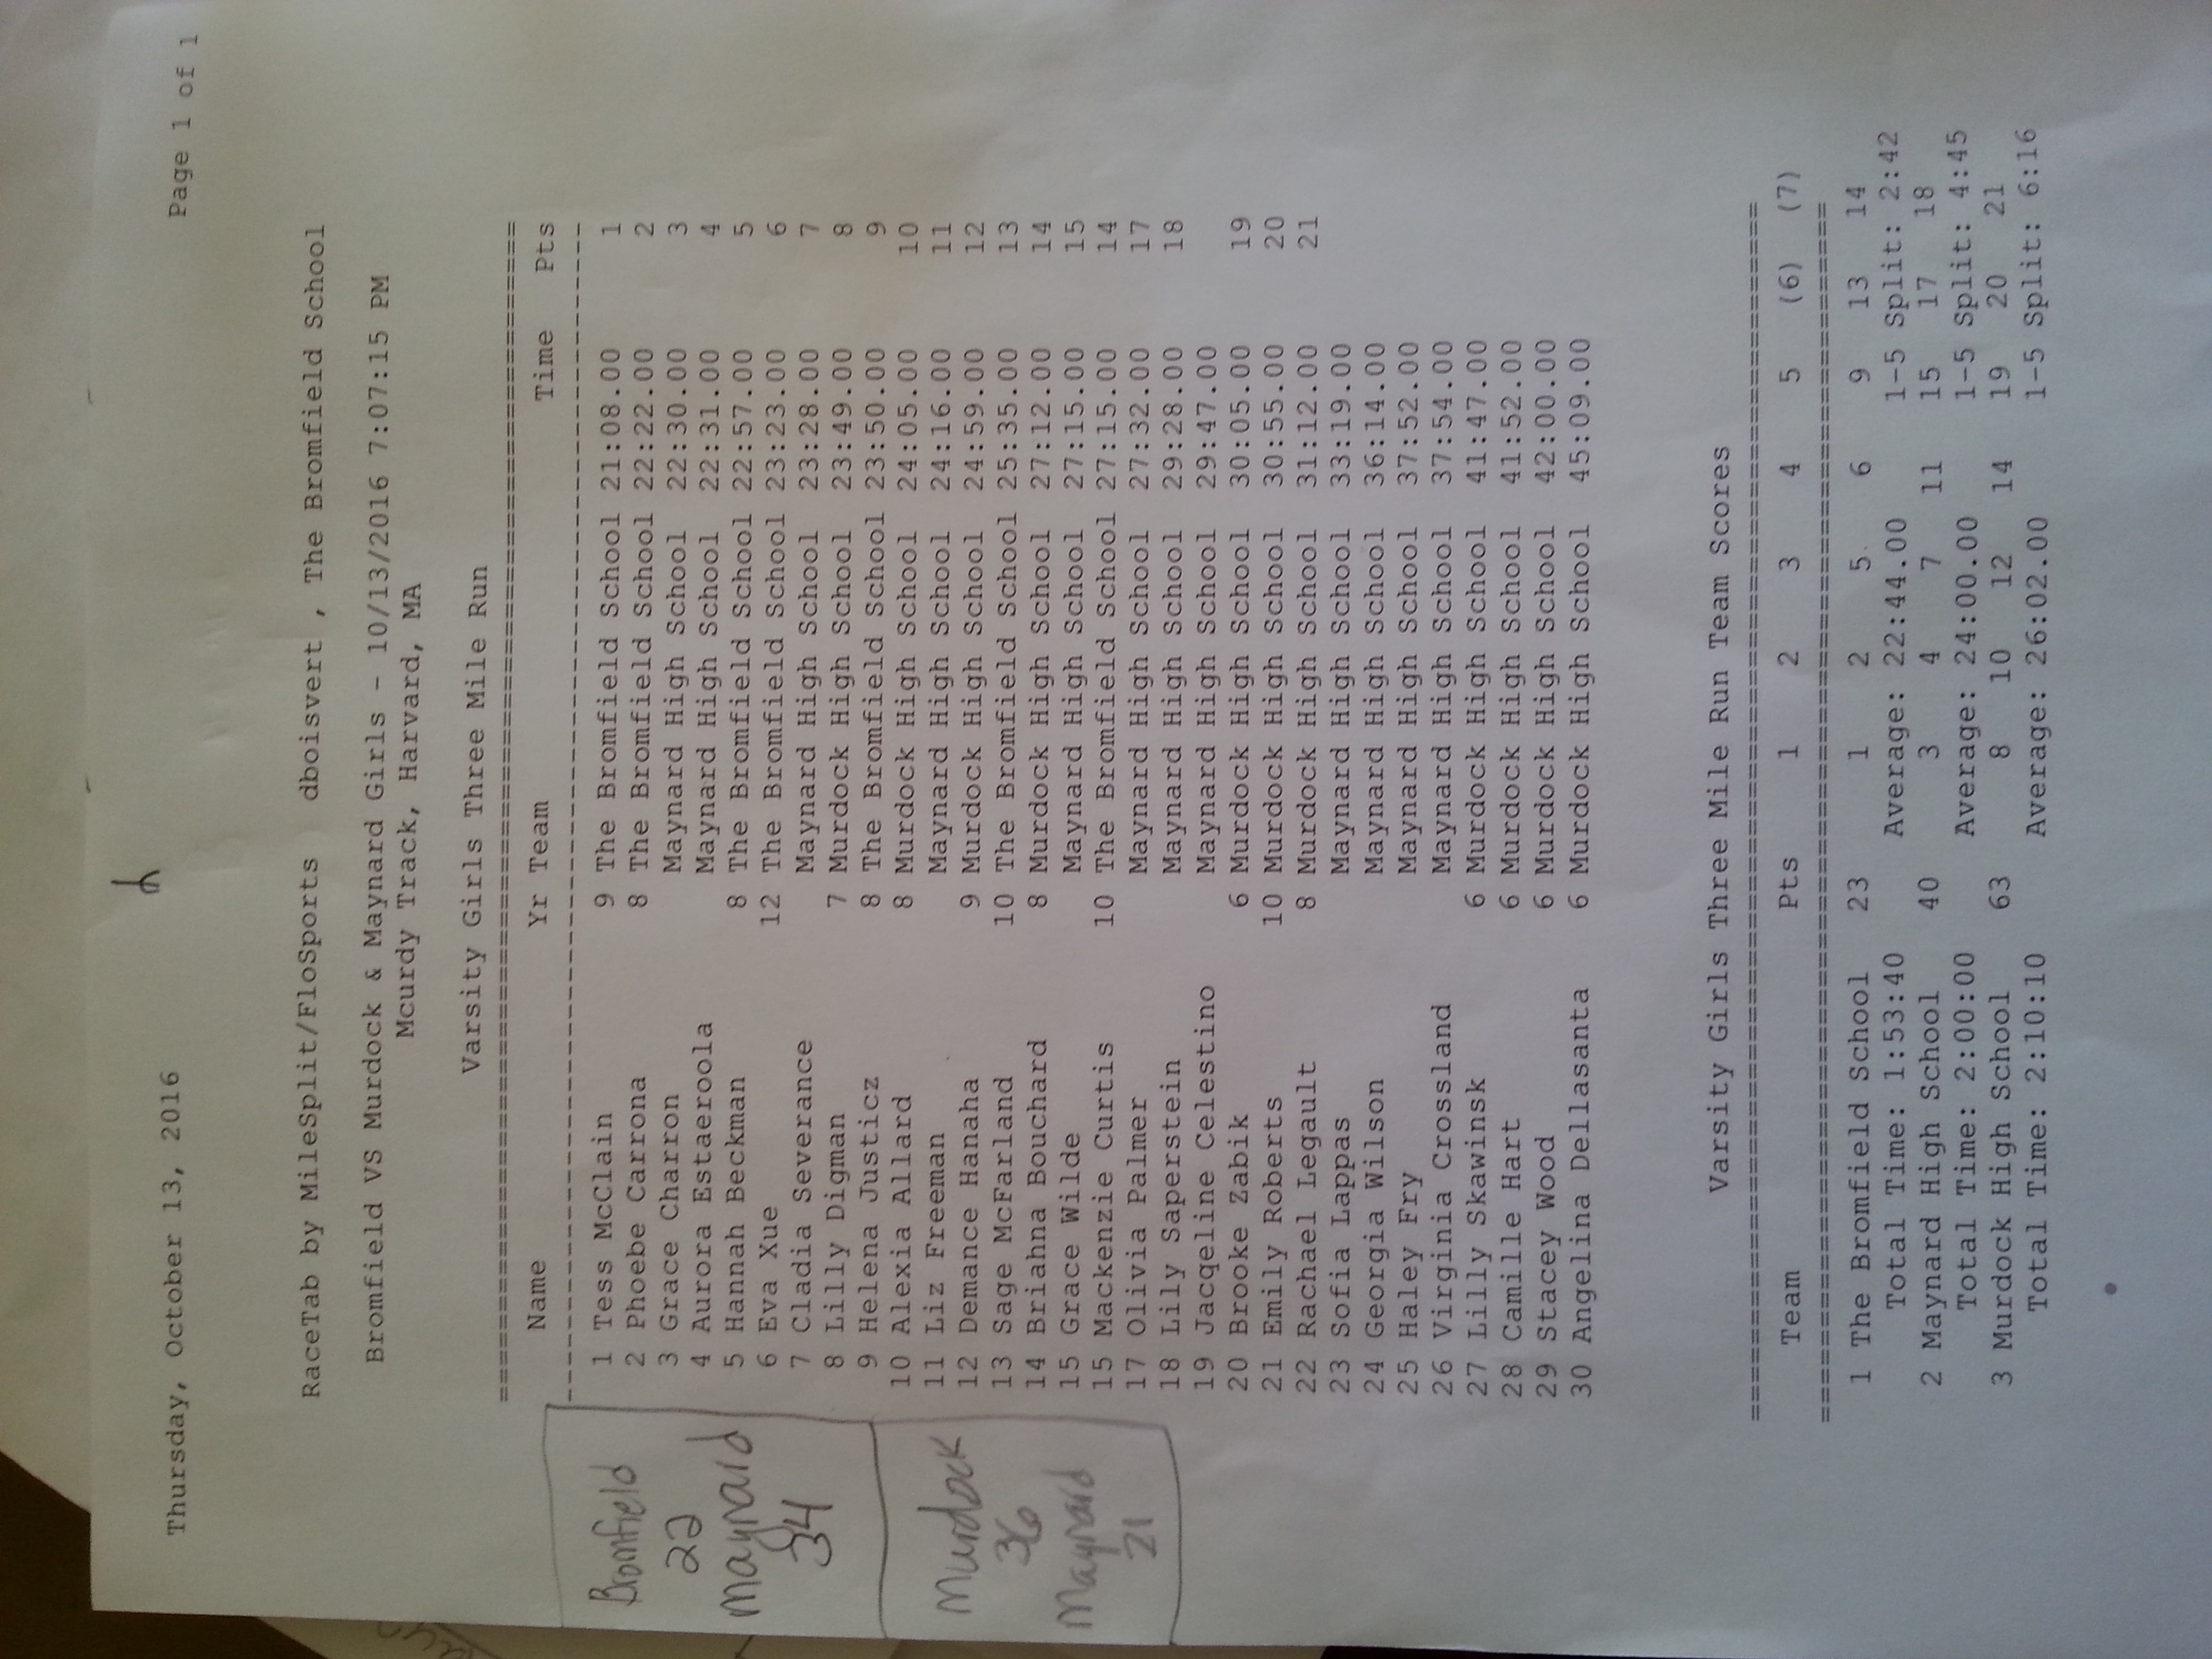 Thursday, October 13, 2016 Page 1 of 1
RaceTab by MileSplit/FloSports dboisvert , The Bromfield School
Bromfield VS Murdock & Maynard Girls - 10/13/2016 7:07:15 PM
Mcurdy Track, Harvard, MA
Varsity Girls Three Mile Run
Name Yr Team Time Pts
1 Tess McClain 9 The Bromfield School 21:08.00 1
2 Phoebe Carrona 8 The Bromfield School 22:22.00 2
3 Grace Charron Maynard High School 22:30.00 3
4 Aurora Estaeroola Maynard High School 22:31.00 4
5 Hannah Beckman 8 The Bromfield School 22:57.00 5
6 Eva Xue 12 The Bromfield School 23:23.00 6
7 Cladia Severance Maynard High School 23:28.00 7
8 Lilly Digman 7 Murdock High School 23:49.00 8
9 Helena Justicz 8 The Bromfield School 23:50.00 9
10 Alexia Allard 8 Murdock High School 24:05.00 10
11 Liz Freeman Maynard High School 24:16.00 11
12 Demance Hanaha 9 Murdock High School 24:59.00 12
13 Sage McFarland 10 The Bromfield School 25:35.00 13
14 Briahna Bouchard 8 Murdock High School 27:12.00 14
15 Grace Wilde Maynard High School 27:15.00 15
15 Mackenzie Curtis 10 The Bromfield School 27:15.00 14
17 Olivia Palmer Maynard High School 27:32.00 17
18 Lily Saperstein Maynard High School 29:28.00 18
19 Jacqeline Celestino Maynard High School 29:47.00
20 Brooke Zabik 6 Murdock High School 30:05.00 19
21 Emily Roberts 10 Murdock High School 30:55.00 20
22 Rachael Legault 8 Murdock High School 31:12.00 21
23 Sofia Lappas Maynard High School 33:19.00
24 Georgia Wilson Maynard High School 36:14.00
25 Haley Fry Maynard High School 37:52.00
26 Virginia Crossland Maynard High School 37:54.00
27 Lilly Skawinsk 6 Murdock High School 41:47.00
28 Camille Hart 6 Murdock High School 41:52.00
29 Stacey Wood 6 Murdock High School 42:00.00
30 Angelina Dellasanta 6 Murdock High School 45:09.00
Bromfield
22
Maynard
34
Murdock
36
Maynard
21
Varsity Girls Three Mile Run Team Scores
Team Pts 1 2 3 4 5 (6) (7)
1 The Bromfield School 23 1 2 5 6 9 13 14
Total Time: 1:53:40 Average: 22:44.00 1-5 Split: 2:42
2 Maynard High School 40 3 4 7 11 15 17 18
Total Time: 2:00:00 Average: 24:00.00 1-5 Split: 4:45
3 Murdock High School 63 8 10 12 14 19 20 21
Total Time: 2:10:10 Average: 26:02.00 1-5 Split: 6:16